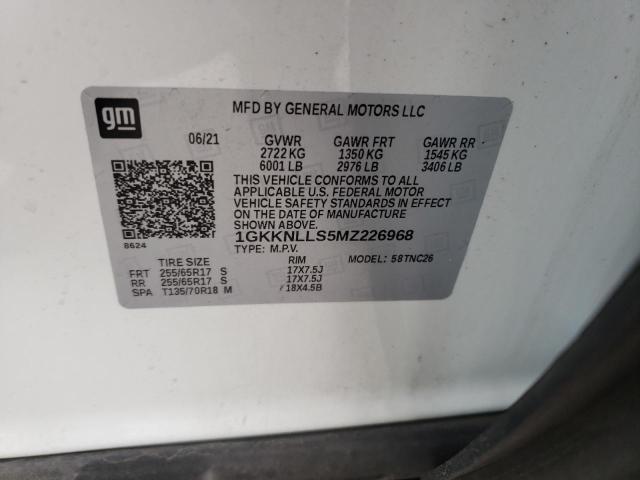 gm
MFD BY GENERAL MOTORS LLC
06/21 GVWR GAWR FRT GAWR RR
2722 KG 1350 KG 1545 KG
6001 LB 2976 LB 3406 LB
THIS VEHICLE CONFORMS TO ALL
APPLICABLE U.S. FEDERAL MOTOR
VEHICLE SAFETY STANDARDS IN EFFECT
ON THE DATE OF MANUFACTURE
SHOWN ABOVE.
1GKKNLLS5MZ226968
8624
TYPE: M.P.V. MODEL: 58TNC26
TIRE SIZE RIM
FRT 255/65R17 S 17X7.5J
RR 255/65R17 S 17X7.5J
SPA T135/70R18 M 18X4.5B